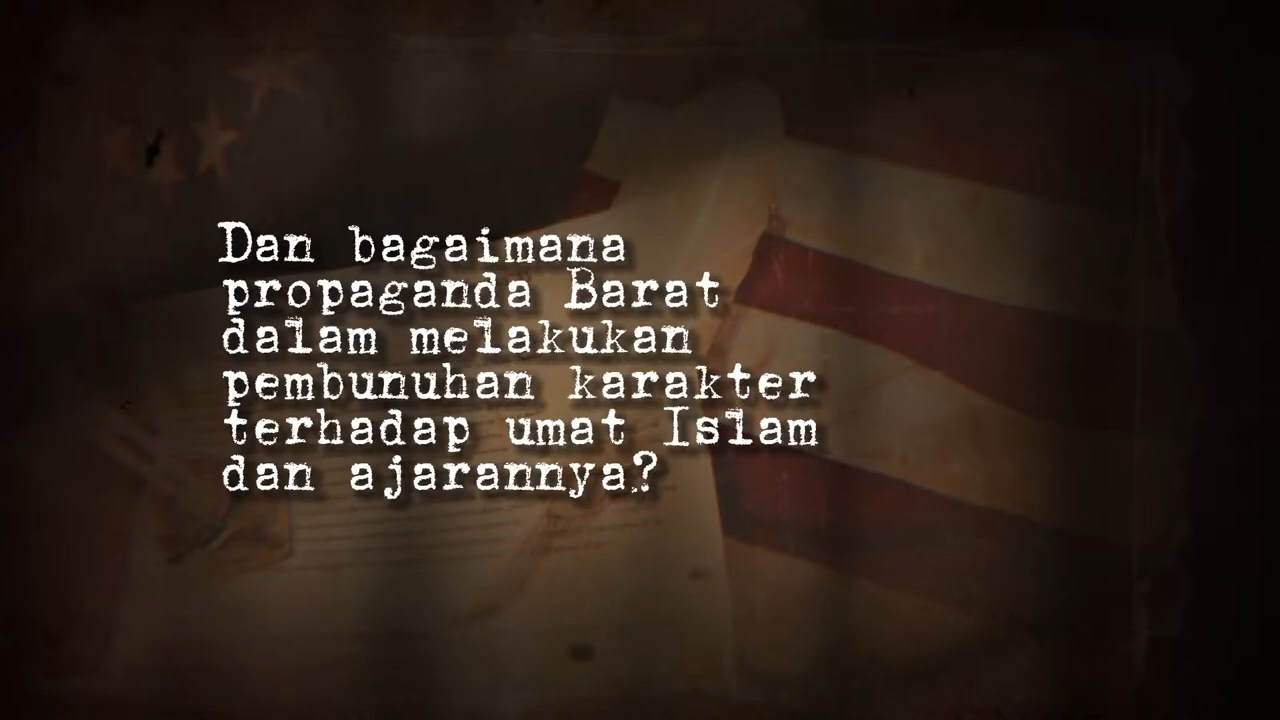 Dan bagaimana
propaganda Barat
dalam melakukan
pembunuhan karakter
terhadap umat Islam
dan ajarannya?